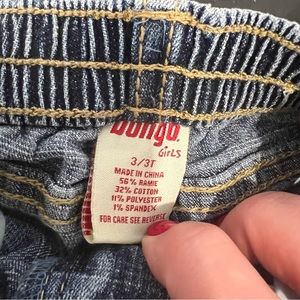 bongo
GiRLS
3/3T
MADE IN CHINA
56% RAMIE
32% COTTON
11% POLYESTER
1% SPANDEX
FOR CARE SEE REVERSE